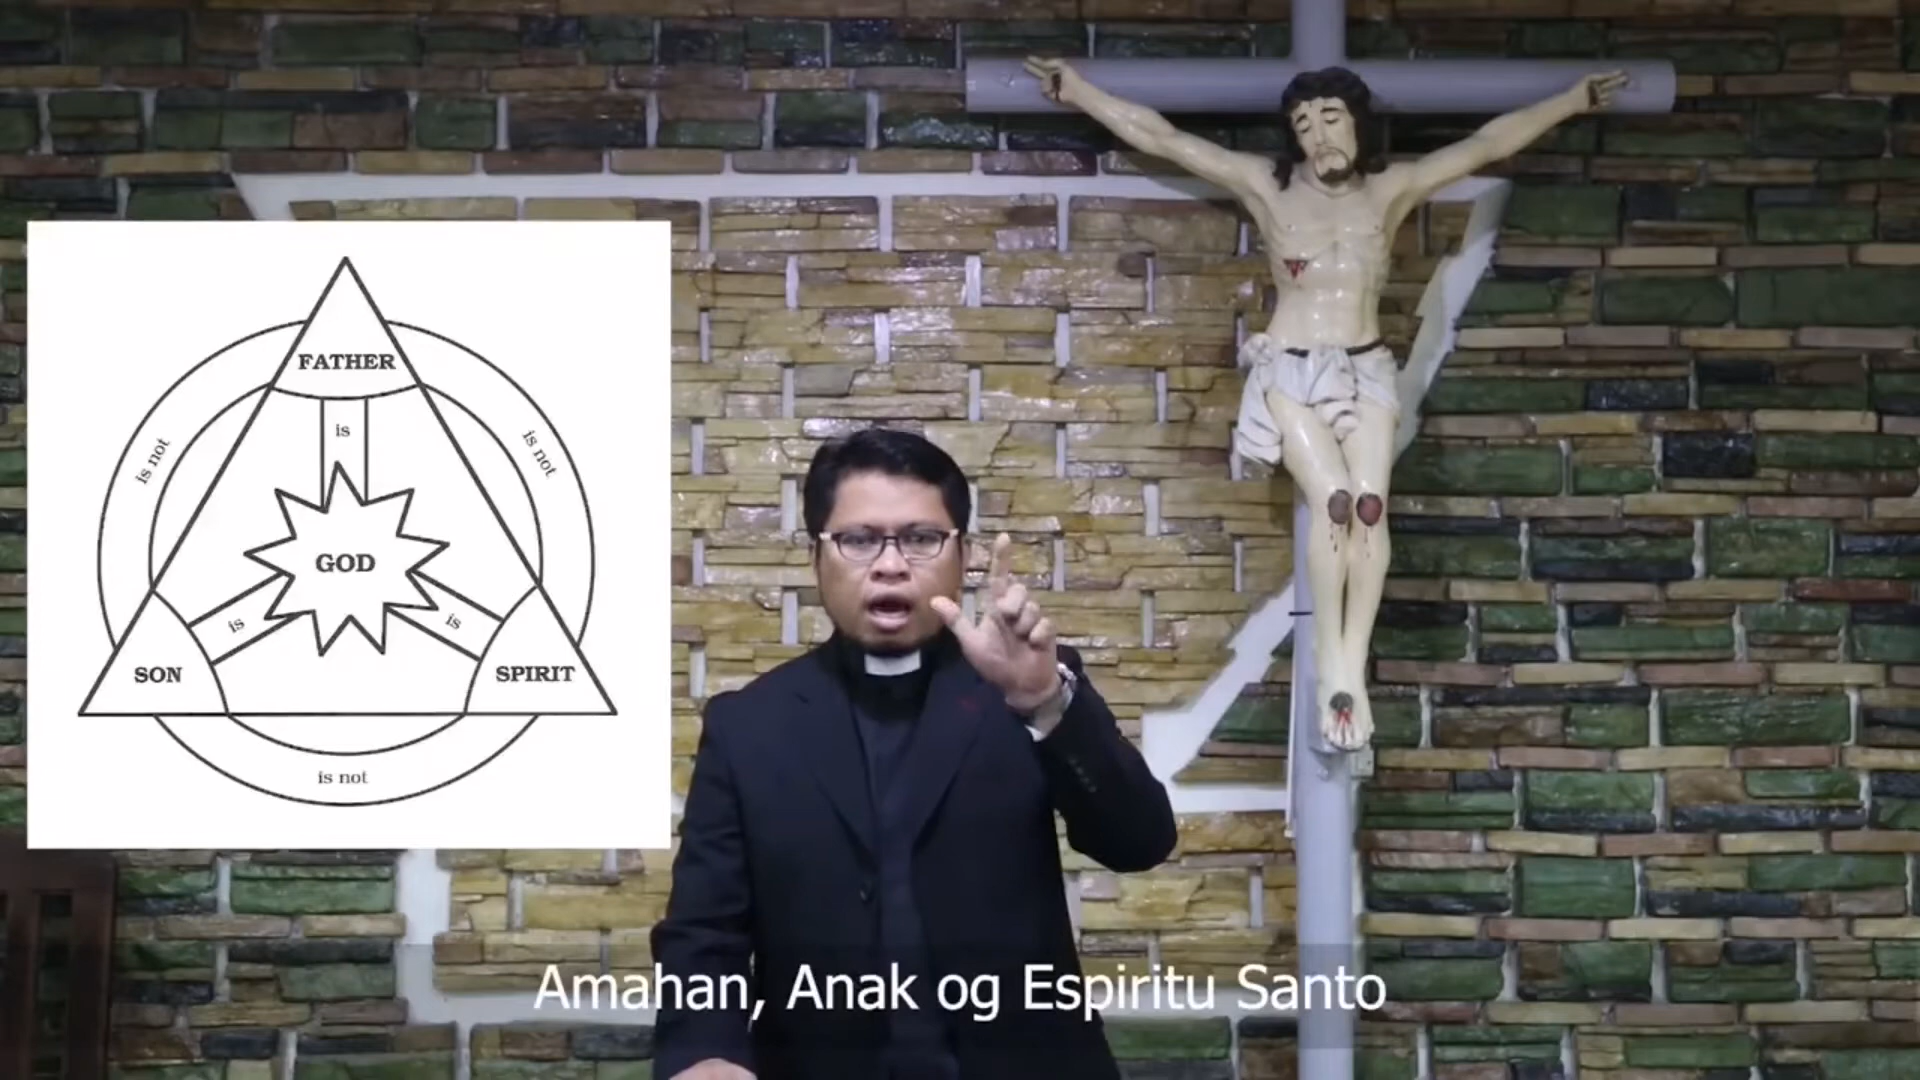 FATHER
is
is not
is not
GOD
is
is
SON
SPIRIT
is not
Amahan, Anak og Espiritu Santo